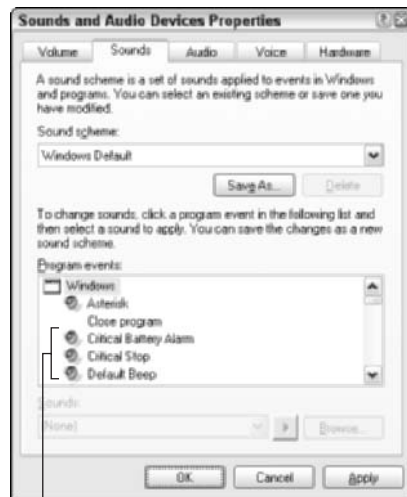 Sounds and Audio Devices Properties
Volume Sounds Audio Voice Hardware
A sound scheme is a set of sounds applied to events in Windows
and programs. You can select an existing scheme or save one you
have modified.
Sound scheme:
Windows Default
Save As... Delete
To change sounds, click a program event in the following list and
then select a sound to apply. You can save the changes as a new
sound scheme.
Program events:
Windows
Asterisk
Close program
Critical Battery Alarm
Critical Stop
Default Beep
Sounds:
(None) Browse...
OK Cancel Apply